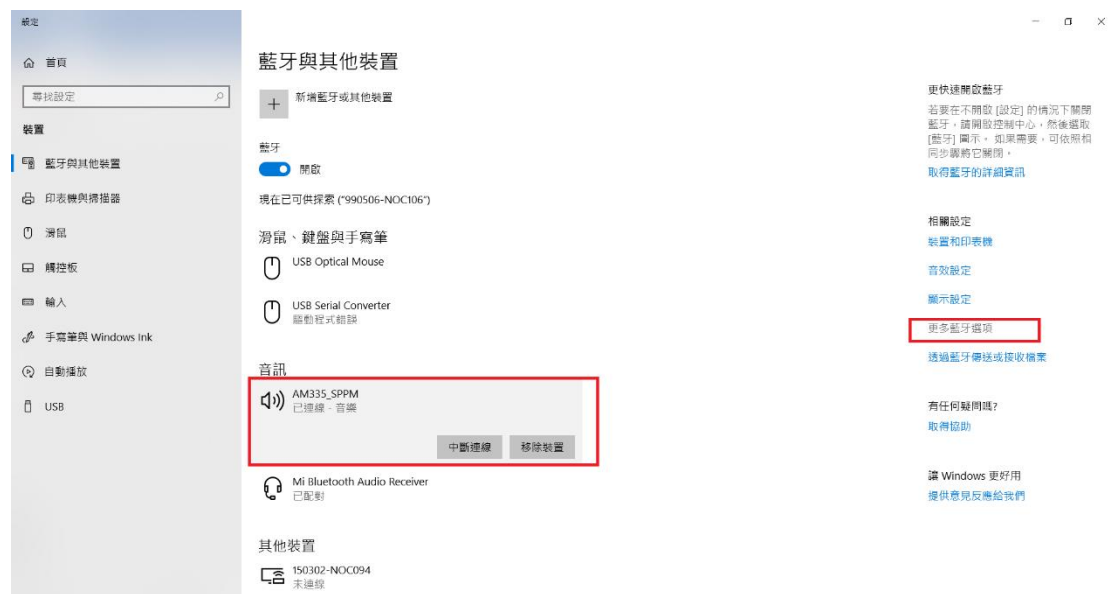 設定
首頁
尋找設定
裝置
藍牙與其他裝置
印表機與掃描器
滑鼠
觸控板
輸入
手寫筆與 Windows Ink
自動播放
USB
藍牙與其他裝置
新增藍牙或其他裝置
藍牙
開啟
現在已可供探索 ("990506-NOC106")
滑鼠、鍵盤與手寫筆
USB Optical Mouse
USB Serial Converter
驅動程式錯誤
音訊
AM335_SPPM
已連線 - 音樂
中斷連線
移除裝置
Mi Bluetooth Audio Receiver
已配對
其他裝置
150302-NOC094
未連線
更快速開啟藍牙
若要在不開啟 [設定] 的情況下關閉
藍牙，請開啟控制中心，然後選取
[藍牙] 圖示。 如果需要，可依照相
同步驟將它關閉。
取得藍牙的詳細資訊
相關設定
裝置和印表機
音效設定
顯示設定
更多藍牙選項
透過藍牙傳送或接收檔案
有任何疑問嗎?
取得協助
讓 Windows 更好用
提供意見反應給我們